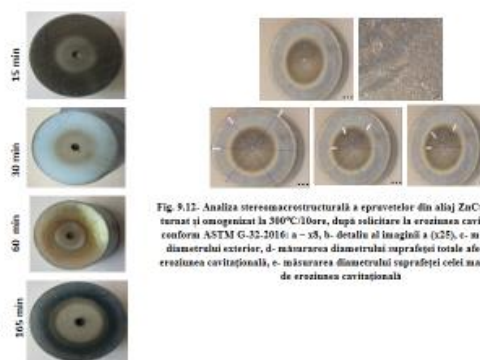 15 min
30 min
60 min
165 min
Fig. 9.12- Analiza stereomacrostructurală a epruvetelor din aliaj ZnC
turnat și omogenizat la 300°C/10ore, după solicitare la eroziunea cavi
conform ASTM G-32-2016: a – x8, b- detaliu al imaginii a (x25), c- m
diametrului exterior, d- măsurarea diametrului suprafeței totale afe
eroziunea cavitațională, e- măsurarea diametrului suprafeței celei ma
de eroziunea cavitațională